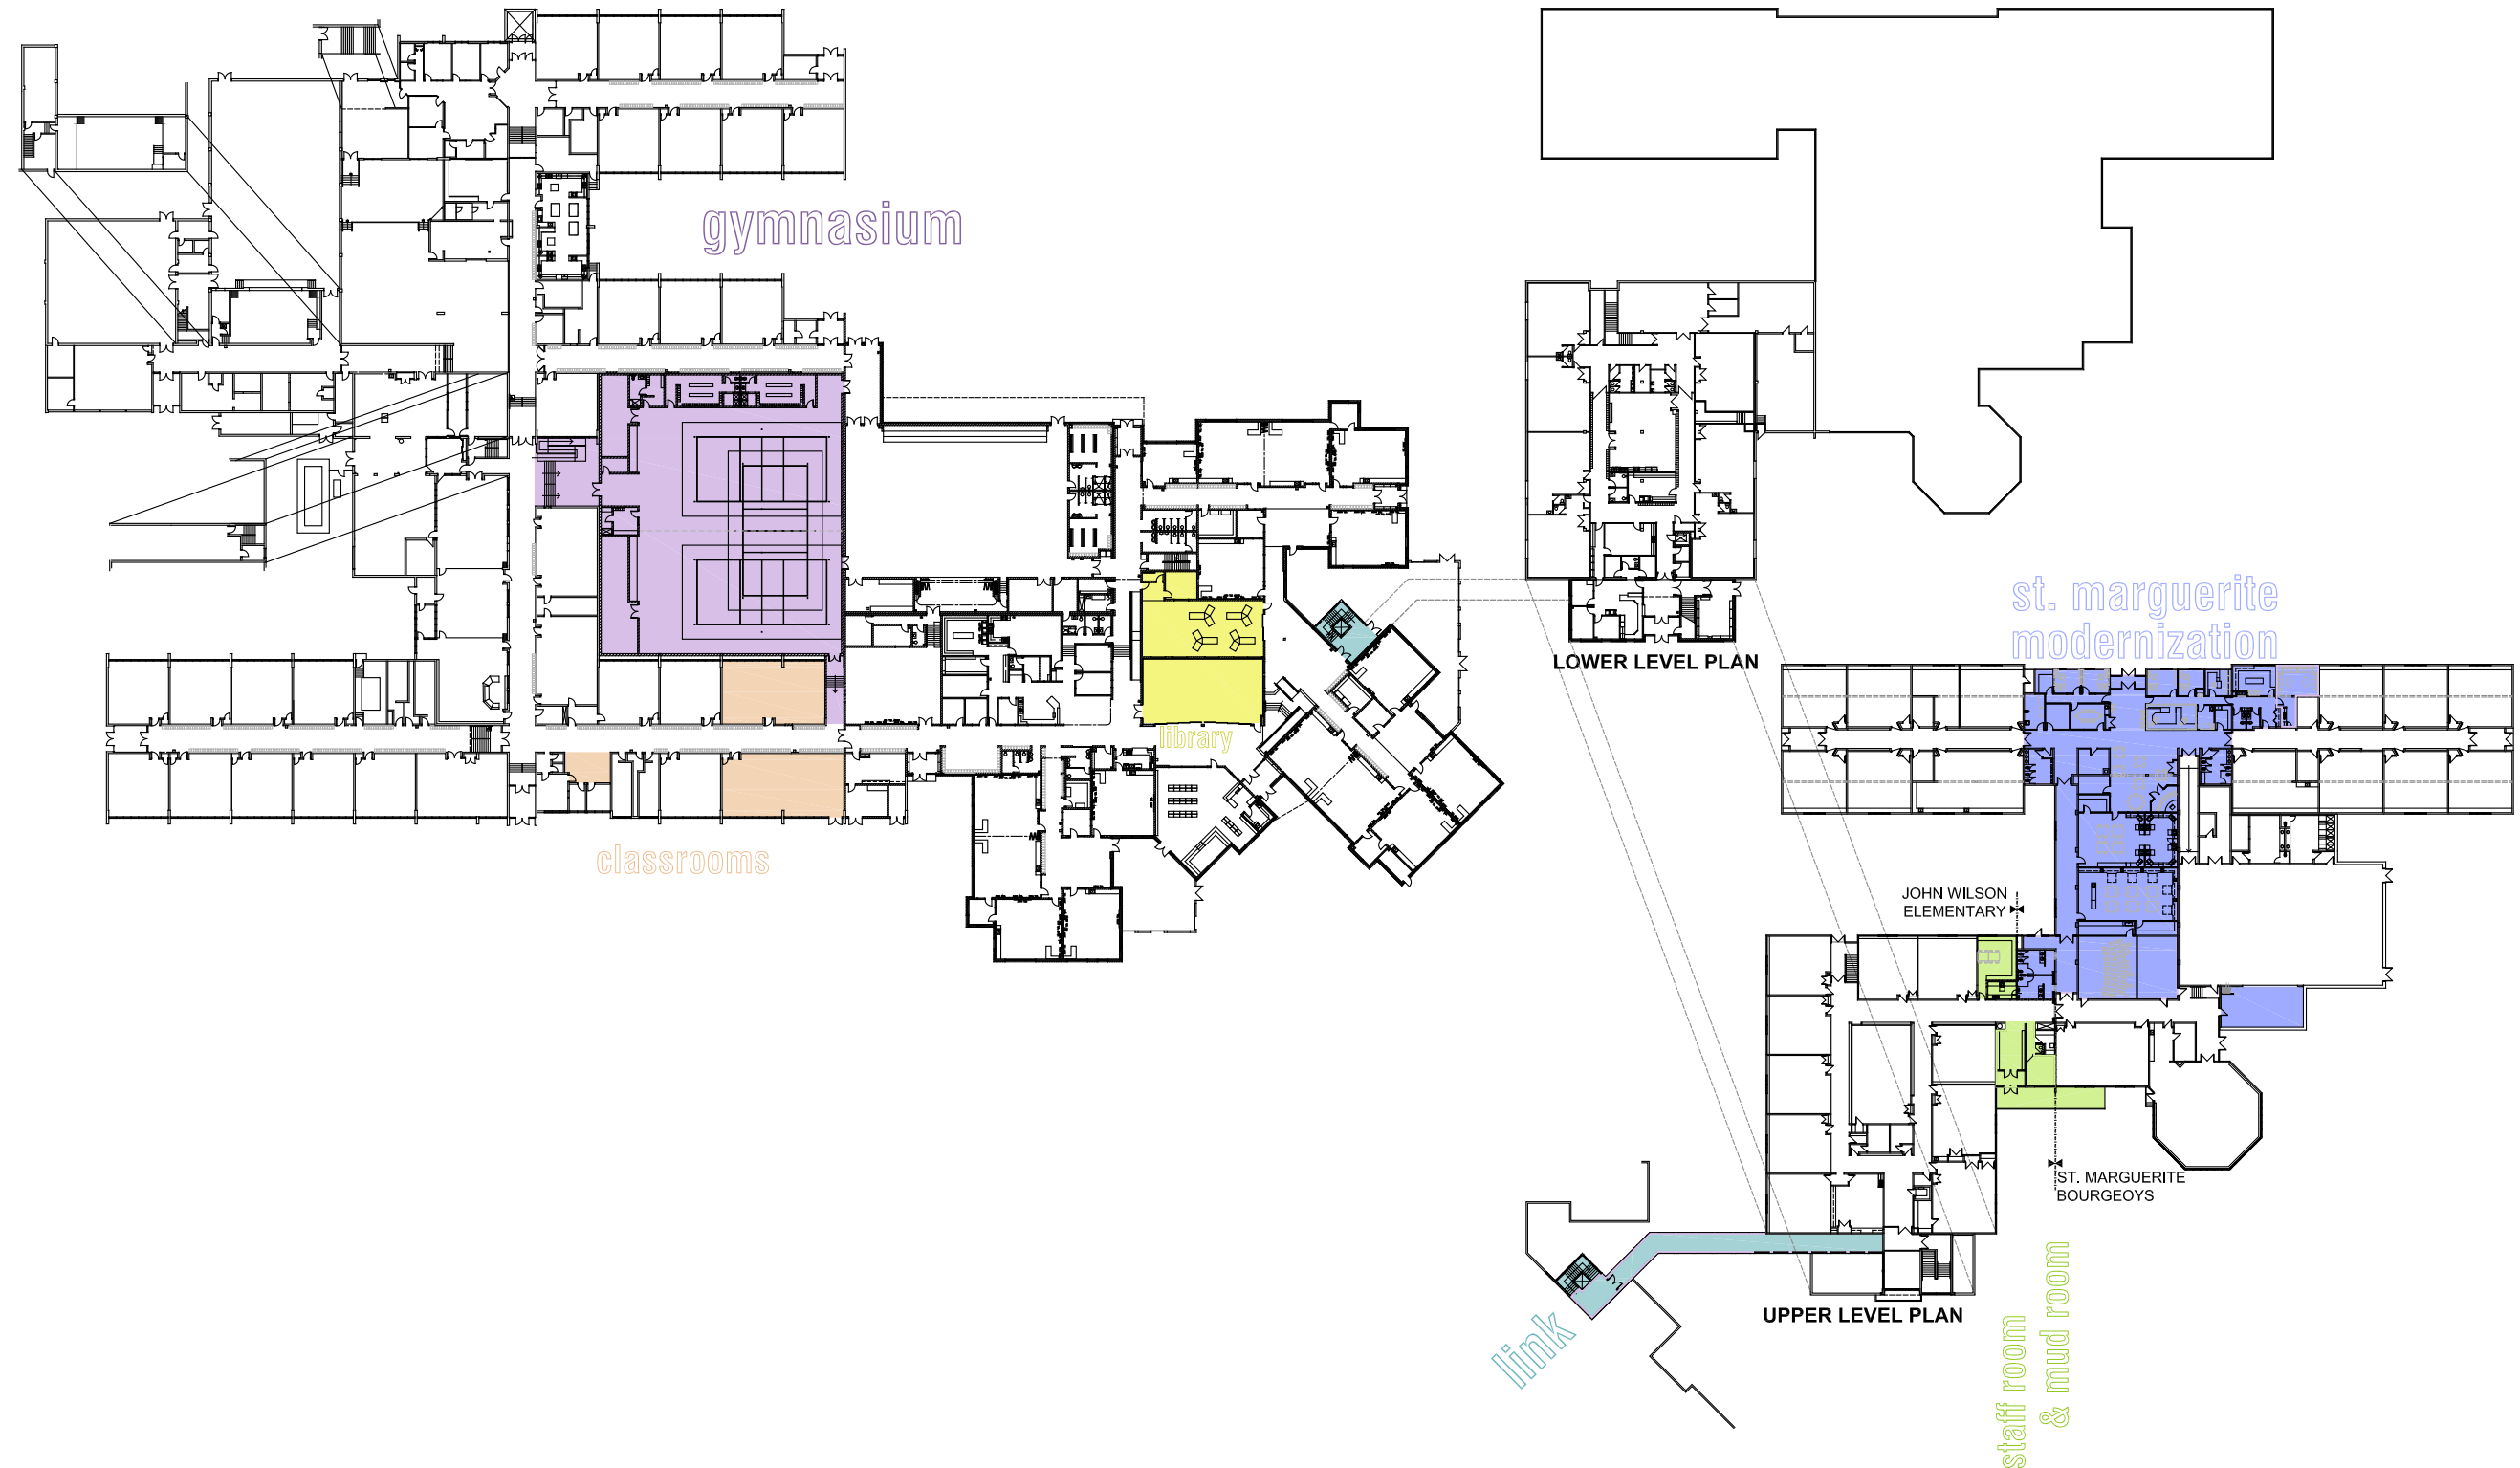 gymnasium
st. marguerite
modernization
LOWER LEVEL PLAN
library
classrooms
JOHN WILSON
ELEMENTARY
ST. MARGUERITE
BOURGEOYS
UPPER LEVEL PLAN
link
staff room
& mud room